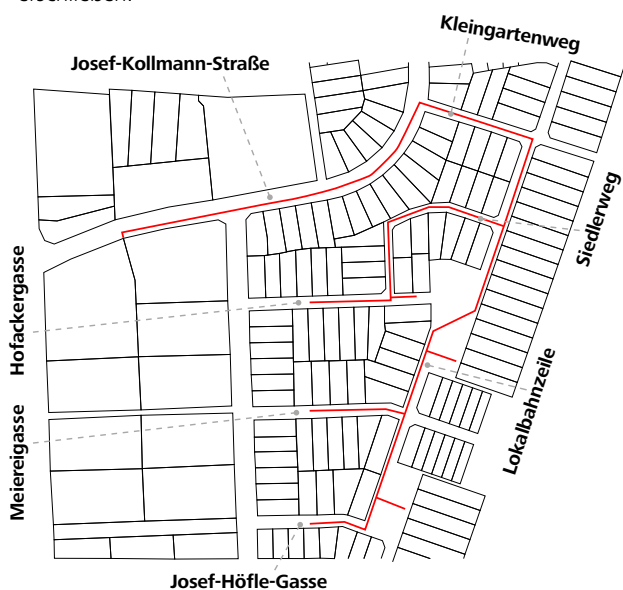 Kleingartenweg
Josef-Kollmann-Straße
Siedlerweg
Hofackergasse
Lokalbahnzeile
Meiereigasse
Josef-Höfle-Gasse